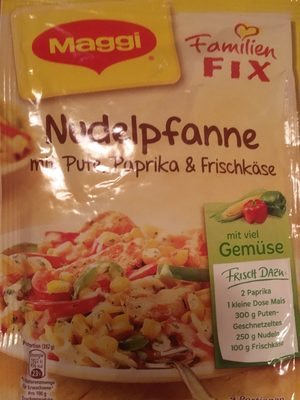 Maggi
Familien
FIX
Nudelpfanne
mit Pute, Paprika & Frischkäse
mit viel
Gemüse
FRISCH DAZU:
2 Paprika
1 kleine Dose Mais
300 g Puten-
Geschnetzeltes
250 g Nudeln
100 g Frischkäse